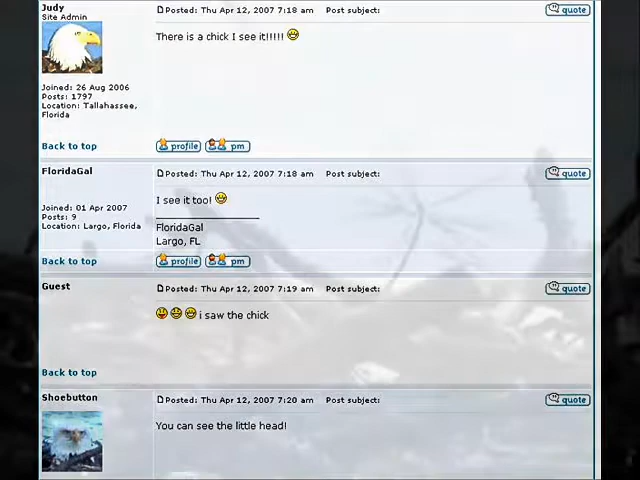 Judy
Posted: Thu Apr 12, 2007 7:18 am Post subject:
quote
Site Admin
There is a chick I see it!!!!!
Joined: 26 Aug 2006
Posts: 1797
Location: Tallahassee,
Florida
Back to top
profile
pm
FloridaGal
Posted: Thu Apr 12, 2007 7:18 am Post subject:
quote
I see it too!
Joined: 01 Apr 2007
Posts: 9
Location: Largo, Florida
FloridaGal
Largo, FL
Back to top
profile
pm
Guest
Posted: Thu Apr 12, 2007 7:19 am Post subject:
quote
i saw the chick
Back to top
Shoebutton
Posted: Thu Apr 12, 2007 7:20 am Post subject:
quote
You can see the little head!